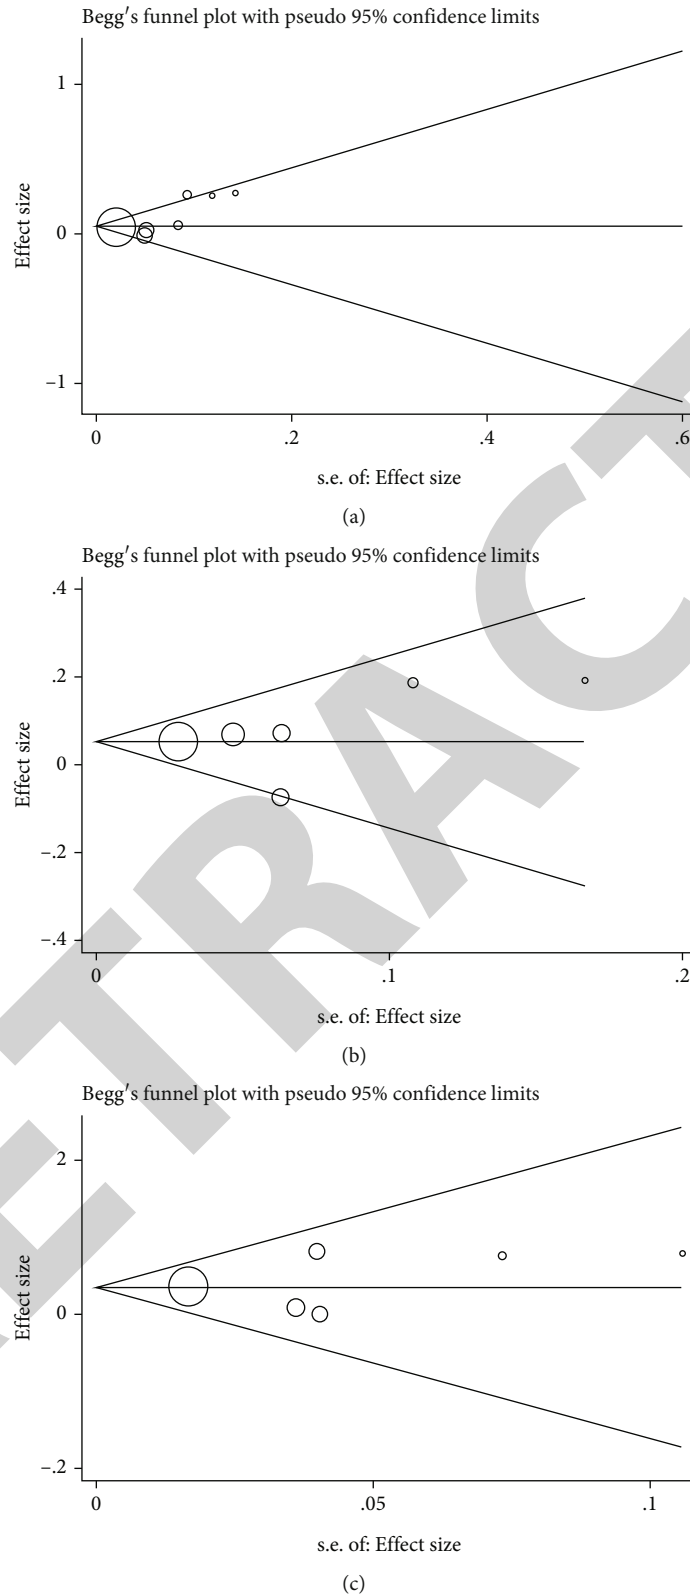 Begg′s funnel plot with pseudo 95% confidence limits
1
0
−1
Effect size
0 .2 .4 .6
s.e. of: Effect size
(a)
Begg′s funnel plot with pseudo 95% confidence limits
.4
.2
0
−.2
−.4
Effect size
0 .1 .2
s.e. of: Effect size
(b)
Begg′s funnel plot with pseudo 95% confidence limits
2
0
−.2
Effect size
0 .05 .1
s.e. of: Effect size
(c)
ETRACT